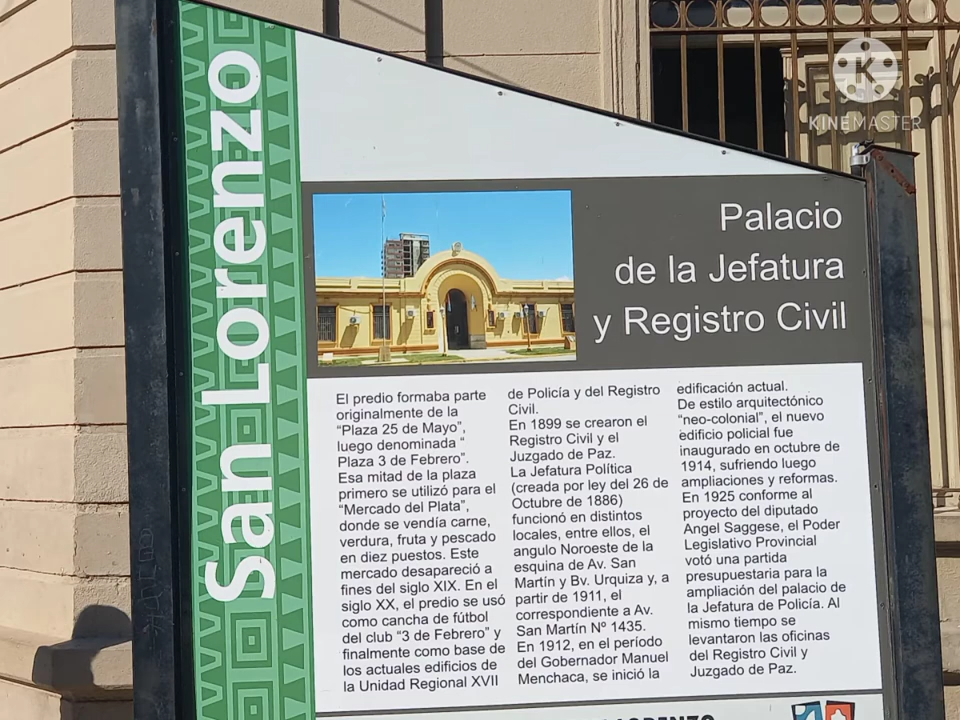 KINEMASTER
San Lorenzo
Palacio
de la Jefatura
y Registro Civil
El predio formaba parte
originalmente de la
“Plaza 25 de Mayo”,
luego denominada “
Plaza 3 de Febrero”.
Esa mitad de la plaza
primero se utilizó para el
“Mercado del Plata”,
donde se vendía carne,
verdura, fruta y pescado
en diez puestos. Este
mercado desapareció a
fines del siglo XIX. En el
siglo XX, el predio se usó
como cancha de fútbol
del club “3 de Febrero” y
finalmente como base de
los actuales edificios de
la Unidad Regional XVII
de Policía y del Registro
Civil.
En 1899 se crearon el
Registro Civil y el
Juzgado de Paz.
La Jefatura Política
(creada por ley del 26 de
Octubre de 1886)
funcionó en distintos
locales, entre ellos, el
angulo Noroeste de la
esquina de Av. San
Martín y Bv. Urquiza y, a
partir de 1911, el
correspondiente a Av.
San Martín Nº 1435.
En 1912, en el período
del Gobernador Manuel
Menchaca, se inició la
edificación actual.
De estilo arquitectónico
“neo-colonial”, el nuevo
edificio policial fue
inaugurado en octubre de
1914, sufriendo luego
ampliaciones y reformas.
En 1925 conforme al
proyecto del diputado
Angel Saggese, el Poder
Legislativo Provincial
votó una partida
presupuestaria para la
ampliación del palacio de
la Jefatura de Policía. Al
mismo tiempo se
levantaron las oficinas
del Registro Civil y
Juzgado de Paz.